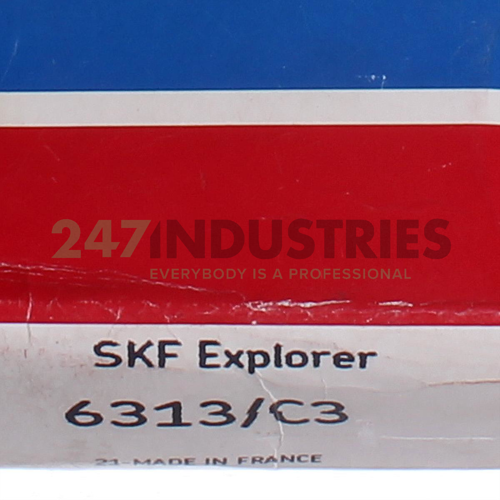 247INDUSTRIES
EVERYBODY IS A PROFESSIONAL
SKF Explorer
6313/C3
21-MADE IN FRANCE